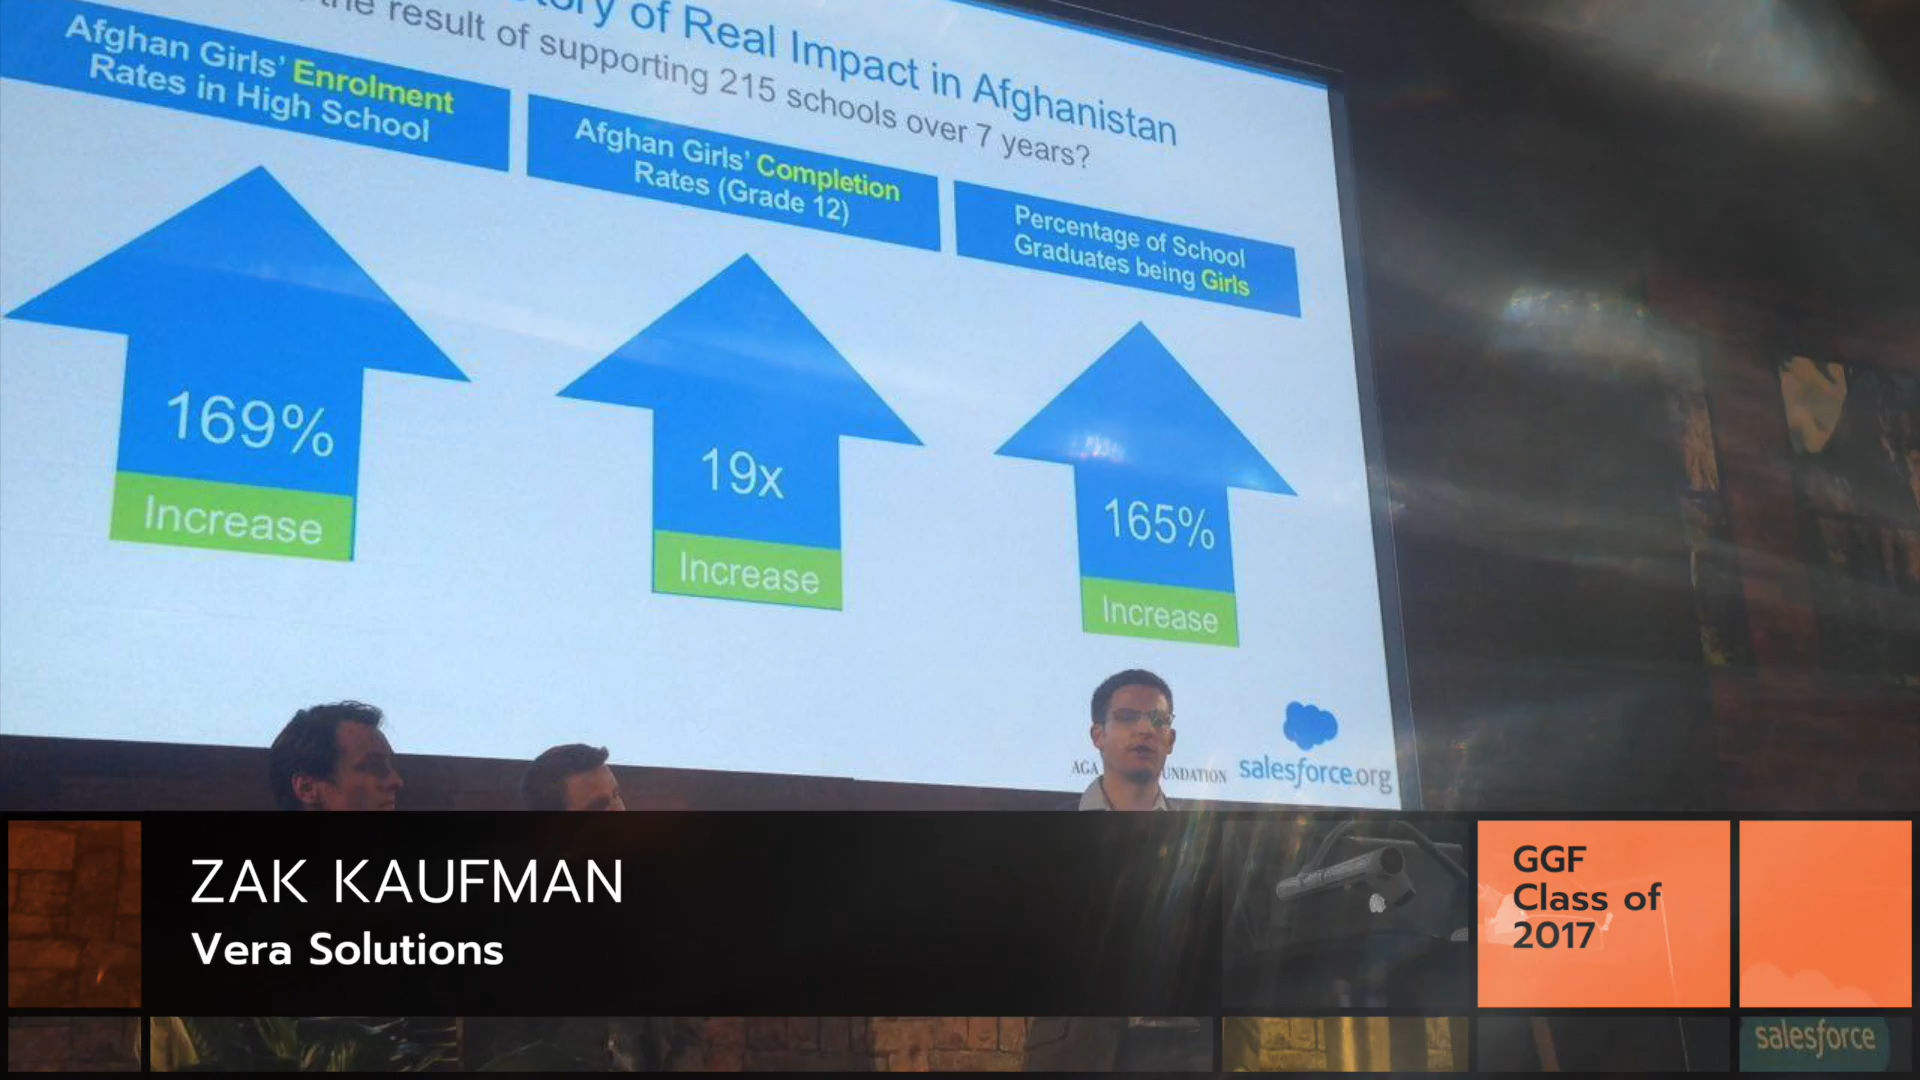 of Real Impact in Afghanistan
the result of supporting 215 schools over 7 years?
Afghan Girls' Enrolment
Rates in High School
Afghan Girls' Completion
Rates (Grade 12)
Percentage of School
Graduates being Girls
169%
Increase
19x
Increase
165%
Increase
AGA
salesforce.org
ZAK KAUFMAN
Vera Solutions
GGF
Class of
2017
salesforce